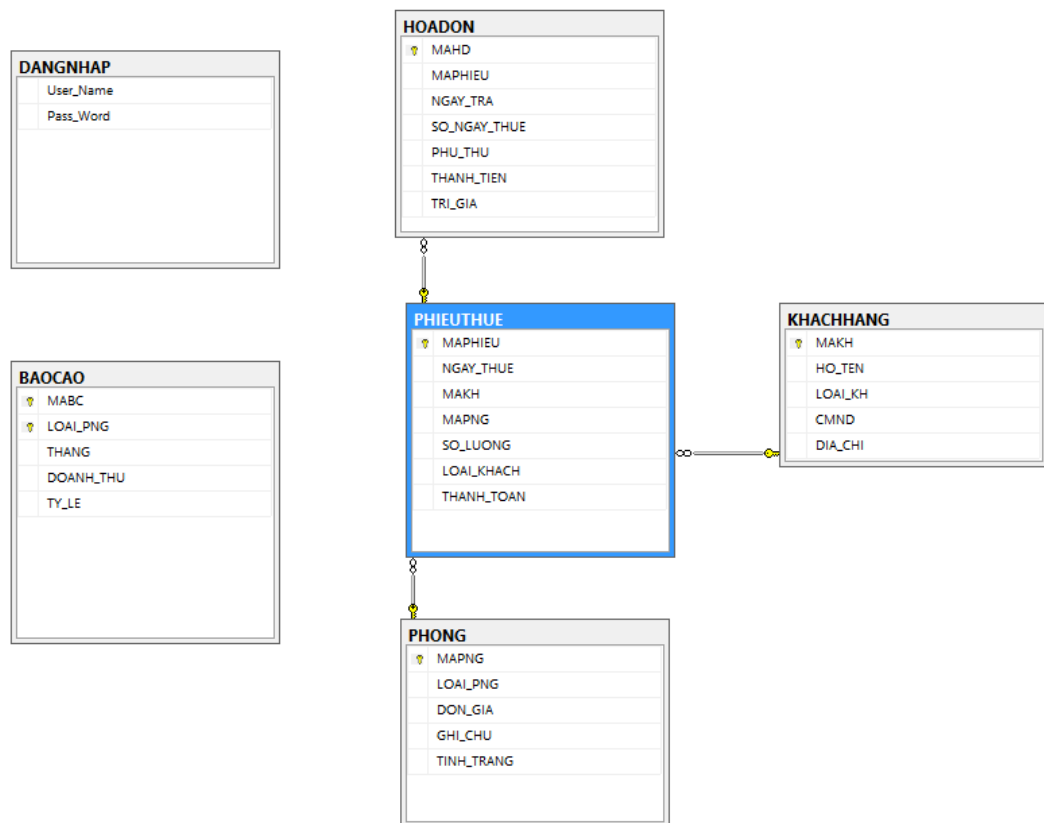 DANGNHAP
User_Name
Pass_Word
HOADON
MAHD
MAPHIEU
NGAY_TRA
SO_NGAY_THUE
PHU_THU
THANH_TIEN
TRI_GIA
BAOCAO
MABC
LOAI_PNG
THANG
DOANH_THU
TY_LE
PHIEUTHUE
MAPHIEU
NGAY_THUE
MAKH
MAPNG
SO_LUONG
LOAI_KHACH
THANH_TOAN
KHACHHANG
MAKH
HO_TEN
LOAI_KH
CMND
DIA_CHI
PHONG
MAPNG
LOAI_PNG
DON_GIA
GHI_CHU
TINH_TRANG